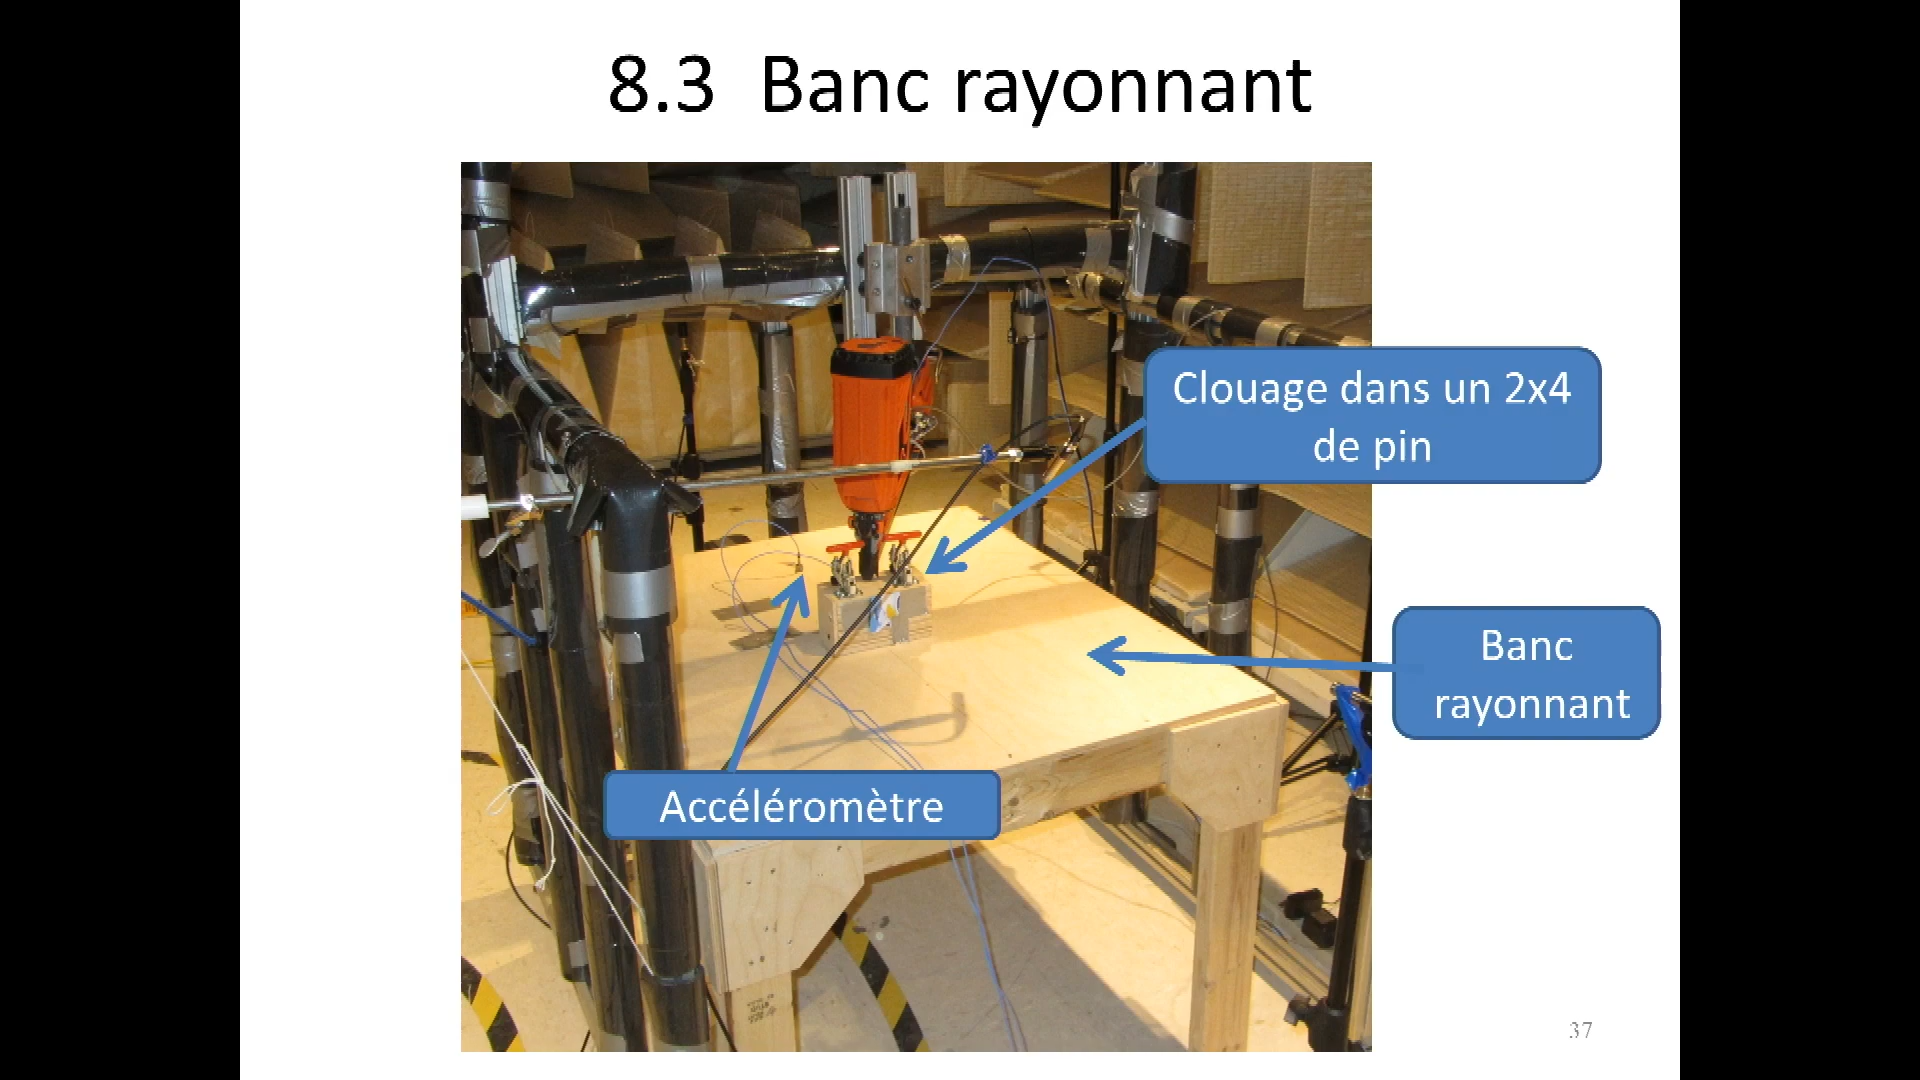 8.3 Banc rayonnant
Clouage dans un 2x4
de pin
Banc
rayonnant
Accéléromètre
37